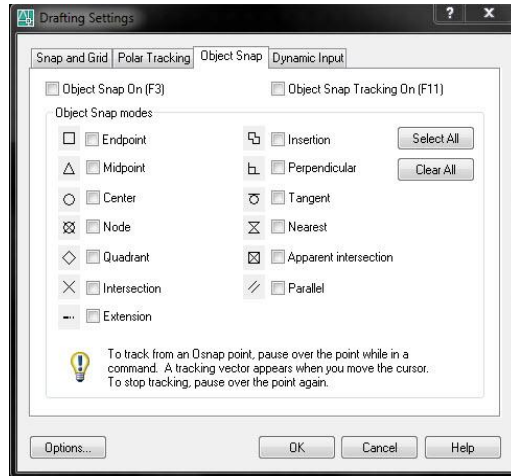 Drafting Settings
Snap and Grid Polar Tracking Object Snap Dynamic Input
Object Snap On (F3) Object Snap Tracking On (F11)
Object Snap modes
Endpoint Insertion Select All
Midpoint Perpendicular Clear All
Center Tangent
Node Nearest
Quadrant Apparent intersection
Intersection Parallel
Extension
To track from an Osnap point, pause over the point while in a
command. A tracking vector appears when you move the cursor.
To stop tracking, pause over the point again.
Options... OK Cancel Help